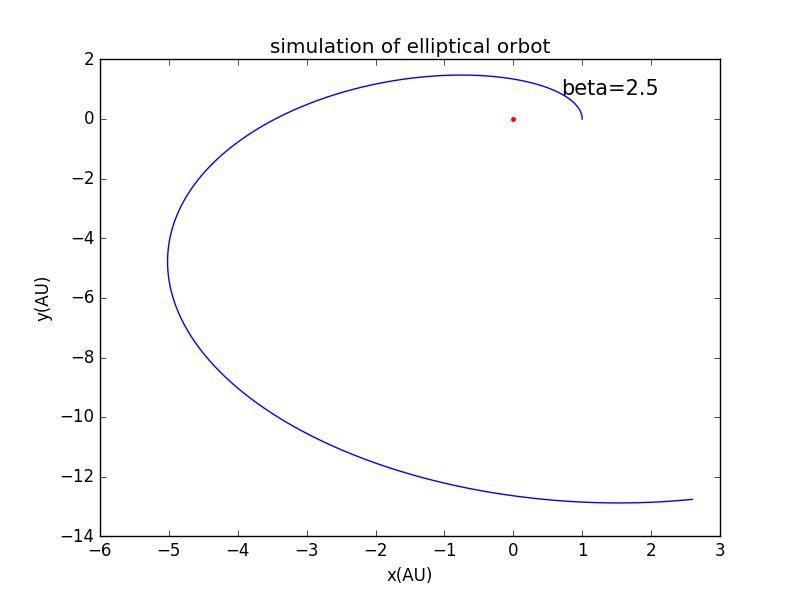 simulation of elliptical orbot
beta=2.5
2
0
−2
−4
−6
−8
−10
−12
−14
y(AU)
−6 −5 −4 −3 −2 −1 0 1 2 3
x(AU)